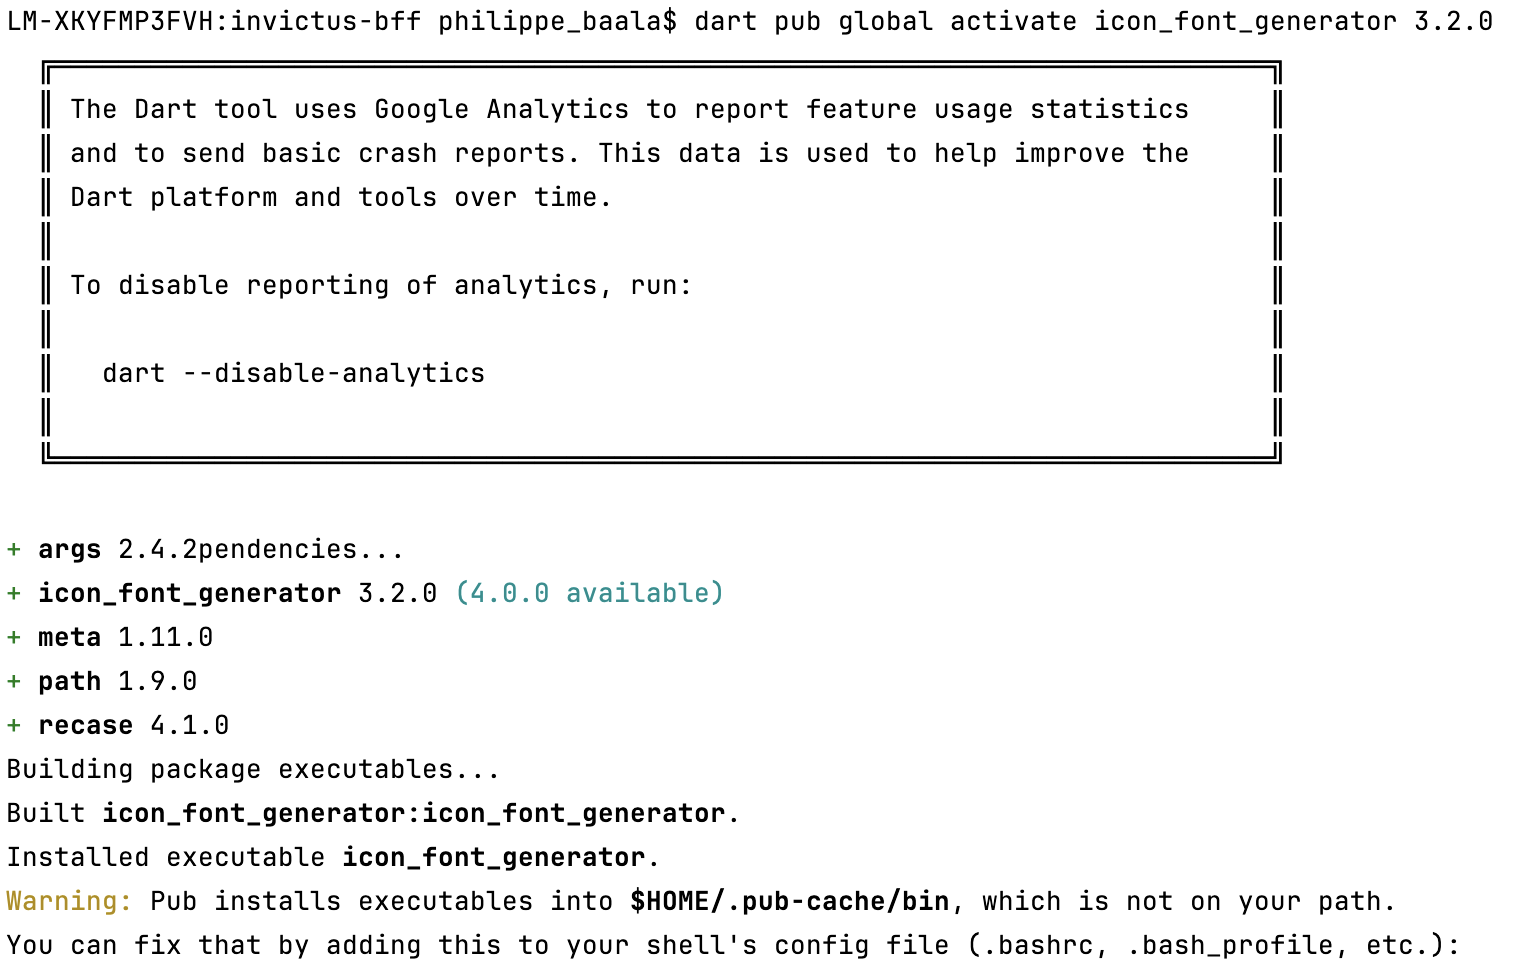 LM-XKYFMP3FVH:invictus-bff philippe_baala$ dart pub global activate icon_font_generator 3.2.0
The Dart tool uses Google Analytics to report feature usage statistics
and to send basic crash reports. This data is used to help improve the
Dart platform and tools over time.
To disable reporting of analytics, run:
dart --disable-analytics
+ args 2.4.2pendencies...
+ icon_font_generator 3.2.0 (4.0.0 available)
+ meta 1.11.0
+ path 1.9.0
+ recase 4.1.0
Building package executables...
Built icon_font_generator:icon_font_generator.
Installed executable icon_font_generator.
Warning: Pub installs executables into $HOME/.pub-cache/bin, which is not on your path.
You can fix that by adding this to your shell's config file (.bashrc, .bash_profile, etc.):